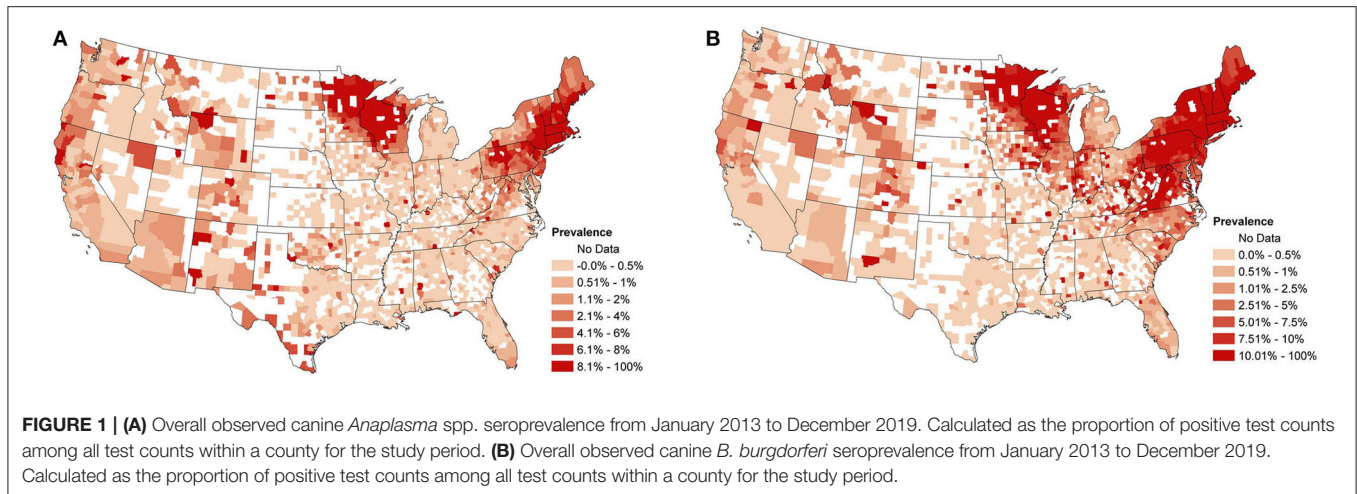 A
Prevalence
No Data
-0.0% - 0.5%
0.51% - 1%
1.1% - 2%
2.1% - 4%
4.1% - 6%
6.1% - 8%
8.1% - 100%
B
Prevalence
No Data
0.0% - 0.5%
0.51% - 1%
1.01% - 2.5%
2.51% - 5%
5.01% - 7.5%
7.51% - 10%
10.01% - 100%
FIGURE 1 | (A) Overall observed canine Anaplasma spp. seroprevalence from January 2013 to December 2019. Calculated as the proportion of positive test counts
among all test counts within a county for the study period. (B) Overall observed canine B. burgdorferi seroprevalence from January 2013 to December 2019.
Calculated as the proportion of positive test counts among all test counts within a county for the study period.